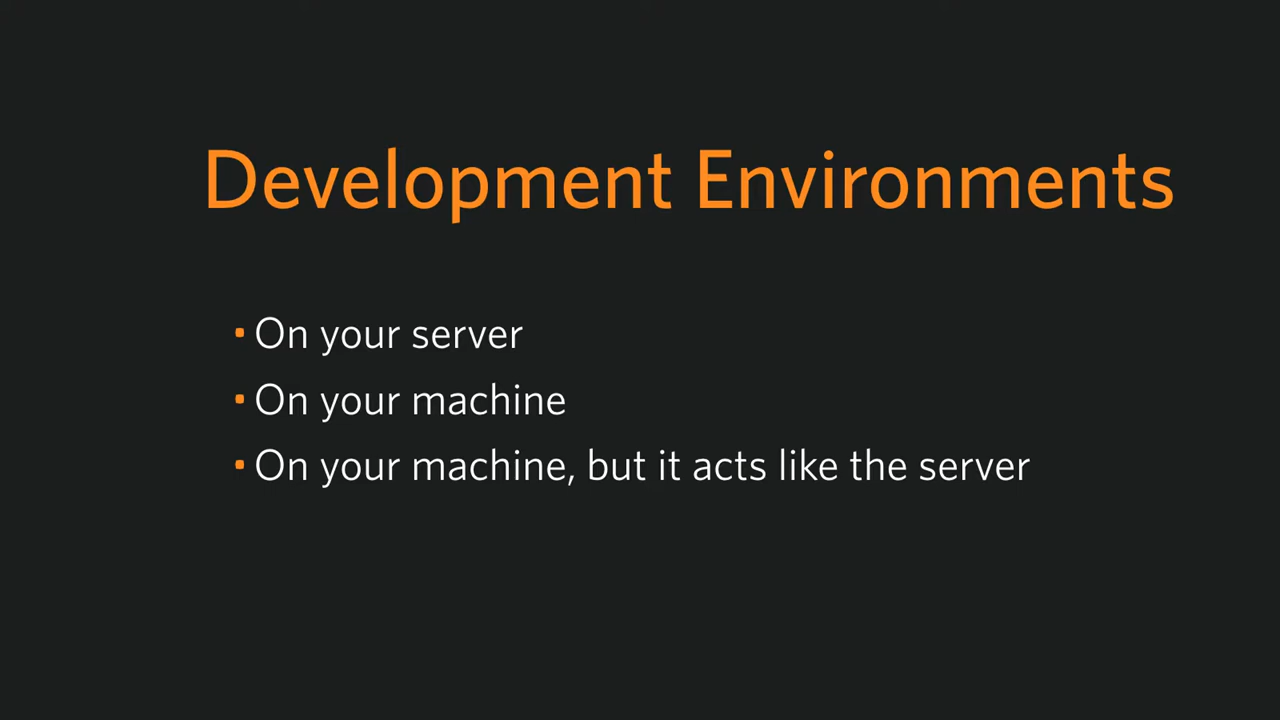 Development Environments
• On your server
• On your machine
• On your machine, but it acts like the server